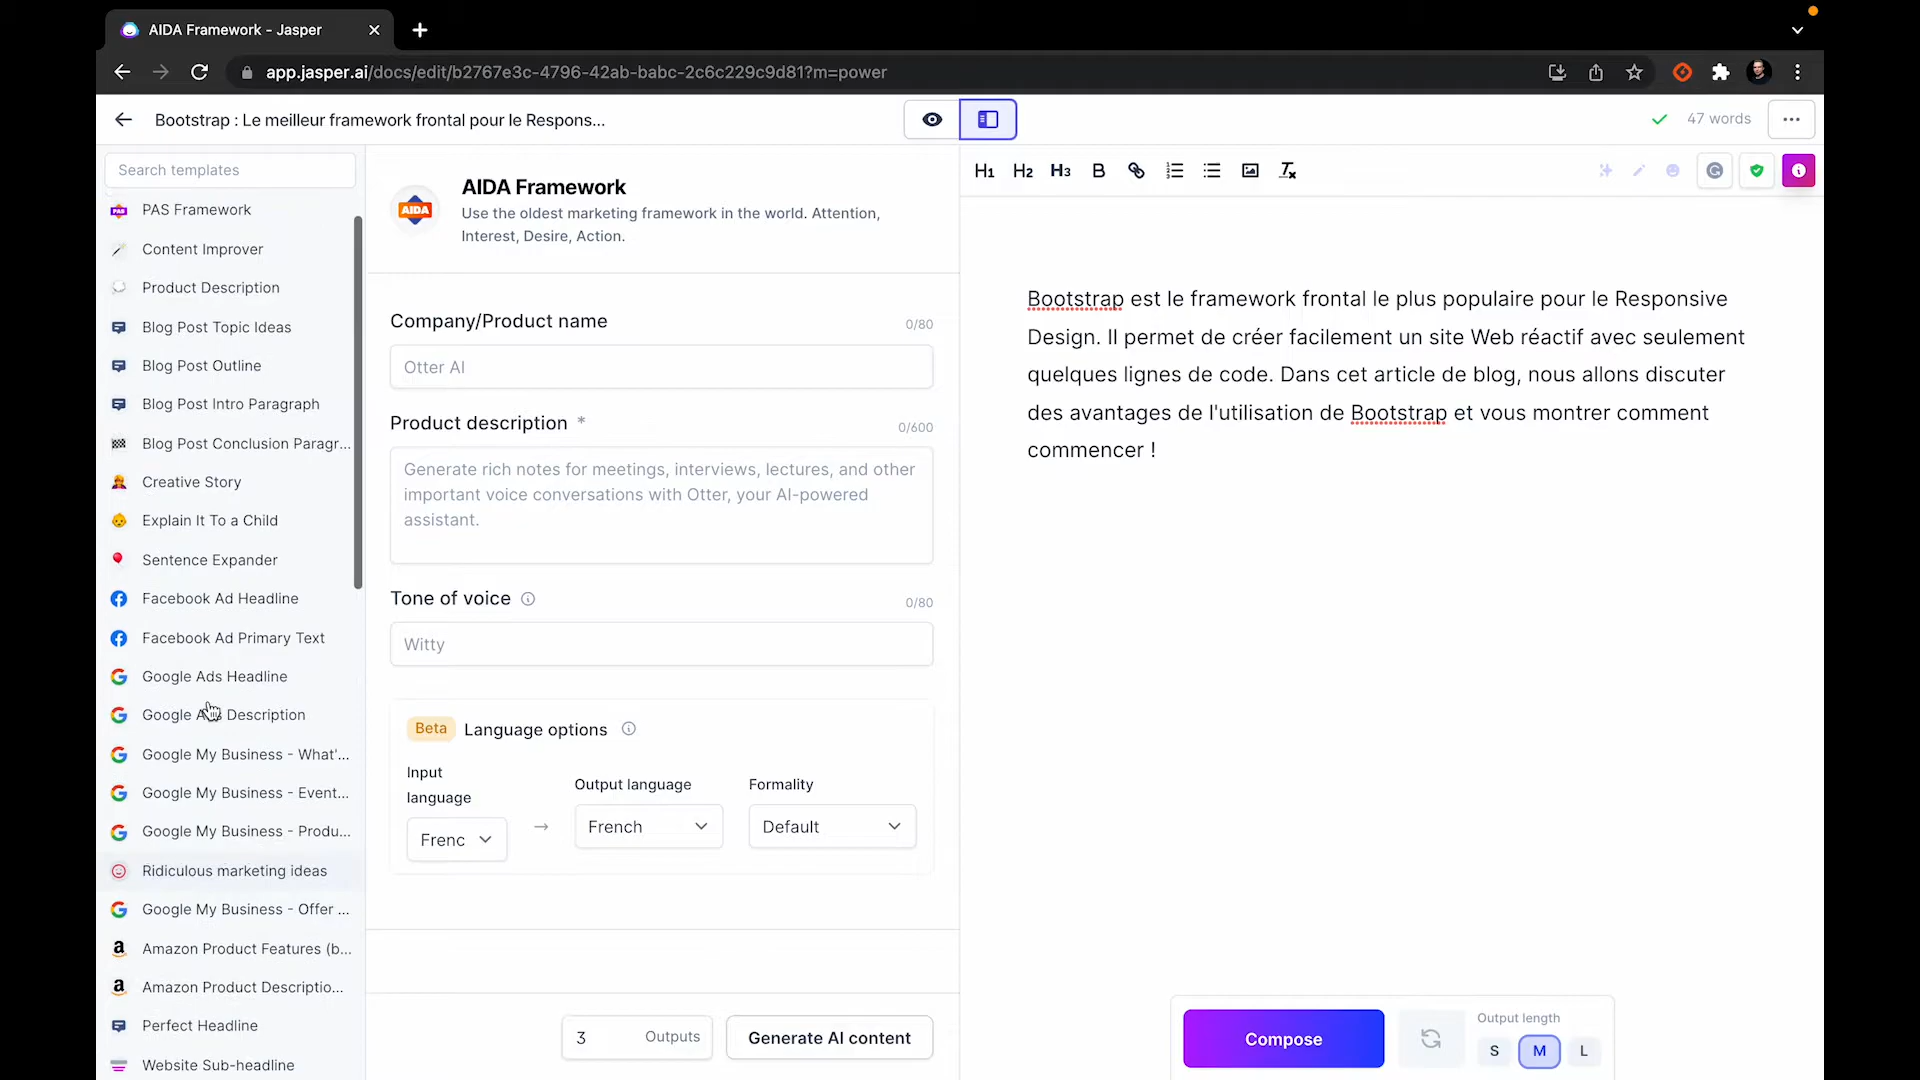 AIDA Framework - Jasper
app.jasper.ai/docs/edit/b2767e3c-4796-42ab-babc-2c6c229c9d81?m=power
Bootstrap : Le meilleur framework frontal pour le Respons...
47 words
Search templates
PAS Framework
Content Improver
Product Description
Blog Post Topic Ideas
Blog Post Outline
Blog Post Intro Paragraph
Blog Post Conclusion Paragr...
Creative Story
Explain It To a Child
Sentence Expander
Facebook Ad Headline
Facebook Ad Primary Text
Google Ads Headline
Google Ads Description
Google My Business - What'...
Google My Business - Event...
Google My Business - Produ...
Ridiculous marketing ideas
Google My Business - Offer ...
Amazon Product Features (b...
Amazon Product Descriptio...
Perfect Headline
Website Sub-headline
AIDA
AIDA Framework
Use the oldest marketing framework in the world. Attention,
Interest, Desire, Action.
Company/Product name
0/80
Otter AI
Product description *
0/600
Generate rich notes for meetings, interviews, lectures, and other
important voice conversations with Otter, your AI-powered
assistant.
Tone of voice
0/80
Witty
Beta Language options
Input
language
Output language
Formality
Frenc
French
Default
3 Outputs
Generate AI content
H1 H2 H3 B
Bootstrap est le framework frontal le plus populaire pour le Responsive
Design. Il permet de créer facilement un site Web réactif avec seulement
quelques lignes de code. Dans cet article de blog, nous allons discuter
des avantages de l'utilisation de Bootstrap et vous montrer comment
commencer !
Compose
Output length
S M L